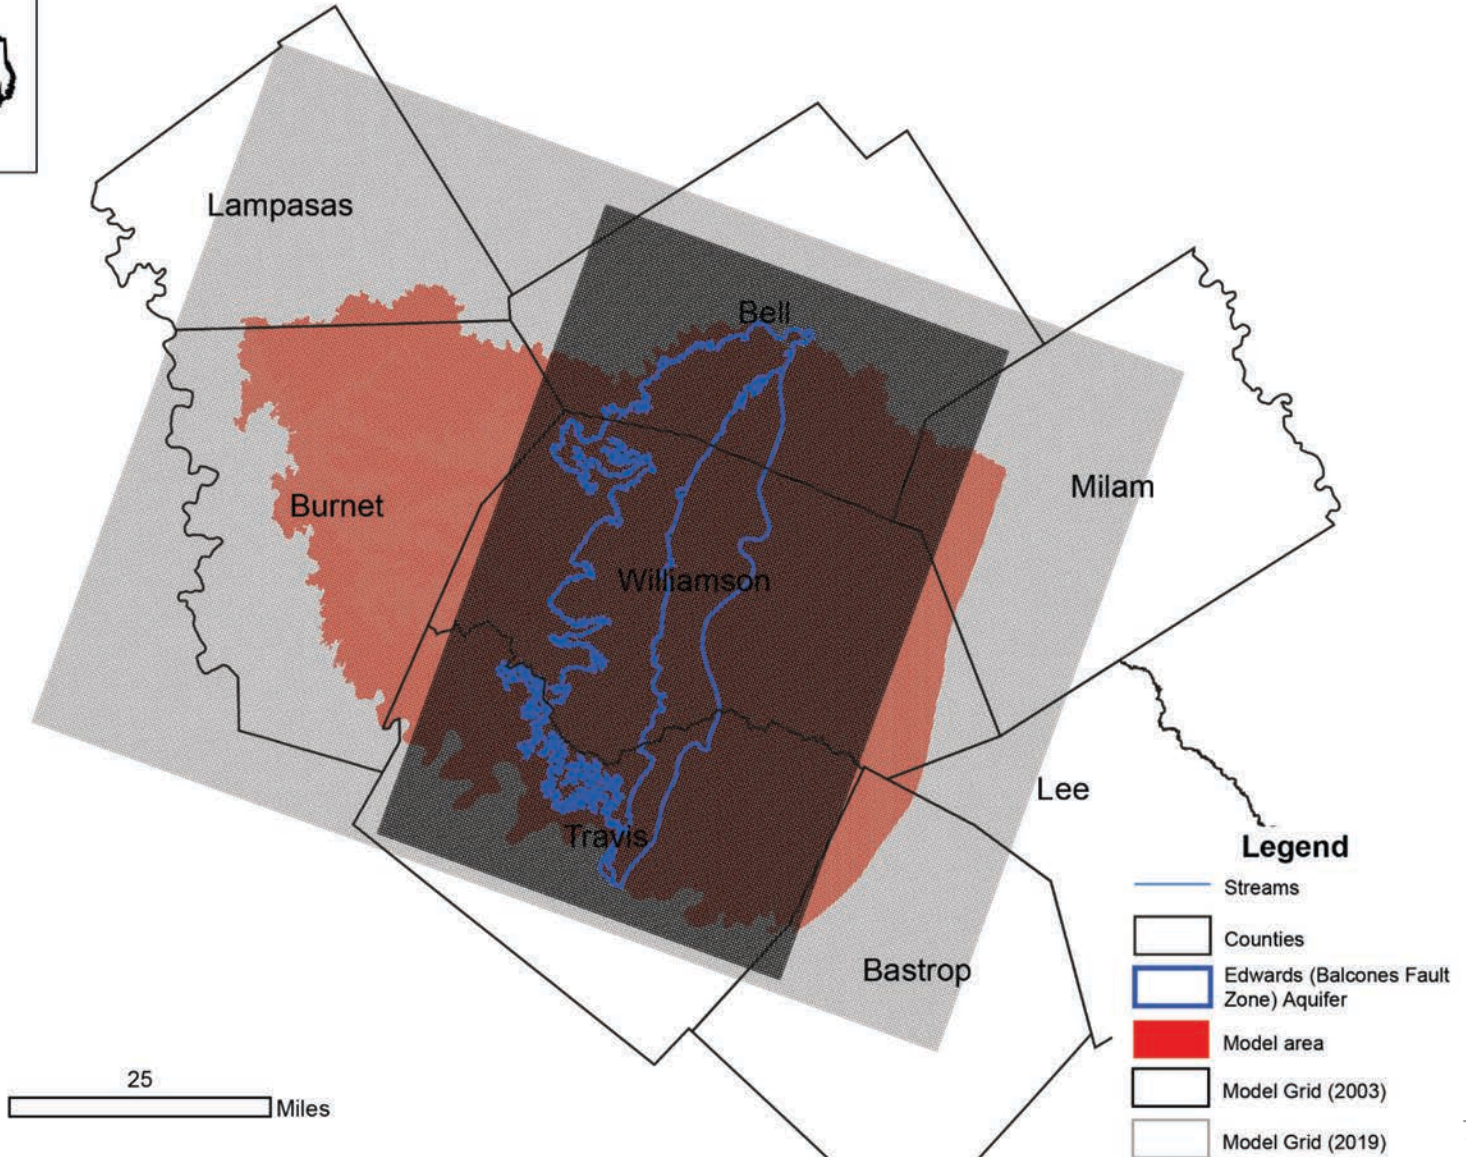 Lampasas
Bell
Burnet
Milam
Williamson
Lee
Travis
Bastrop
Legend
Streams
Counties
Edwards (Balcones Fault
Zone) Aquifer
Model area
Model Grid (2003)
Model Grid (2019)
25
Miles